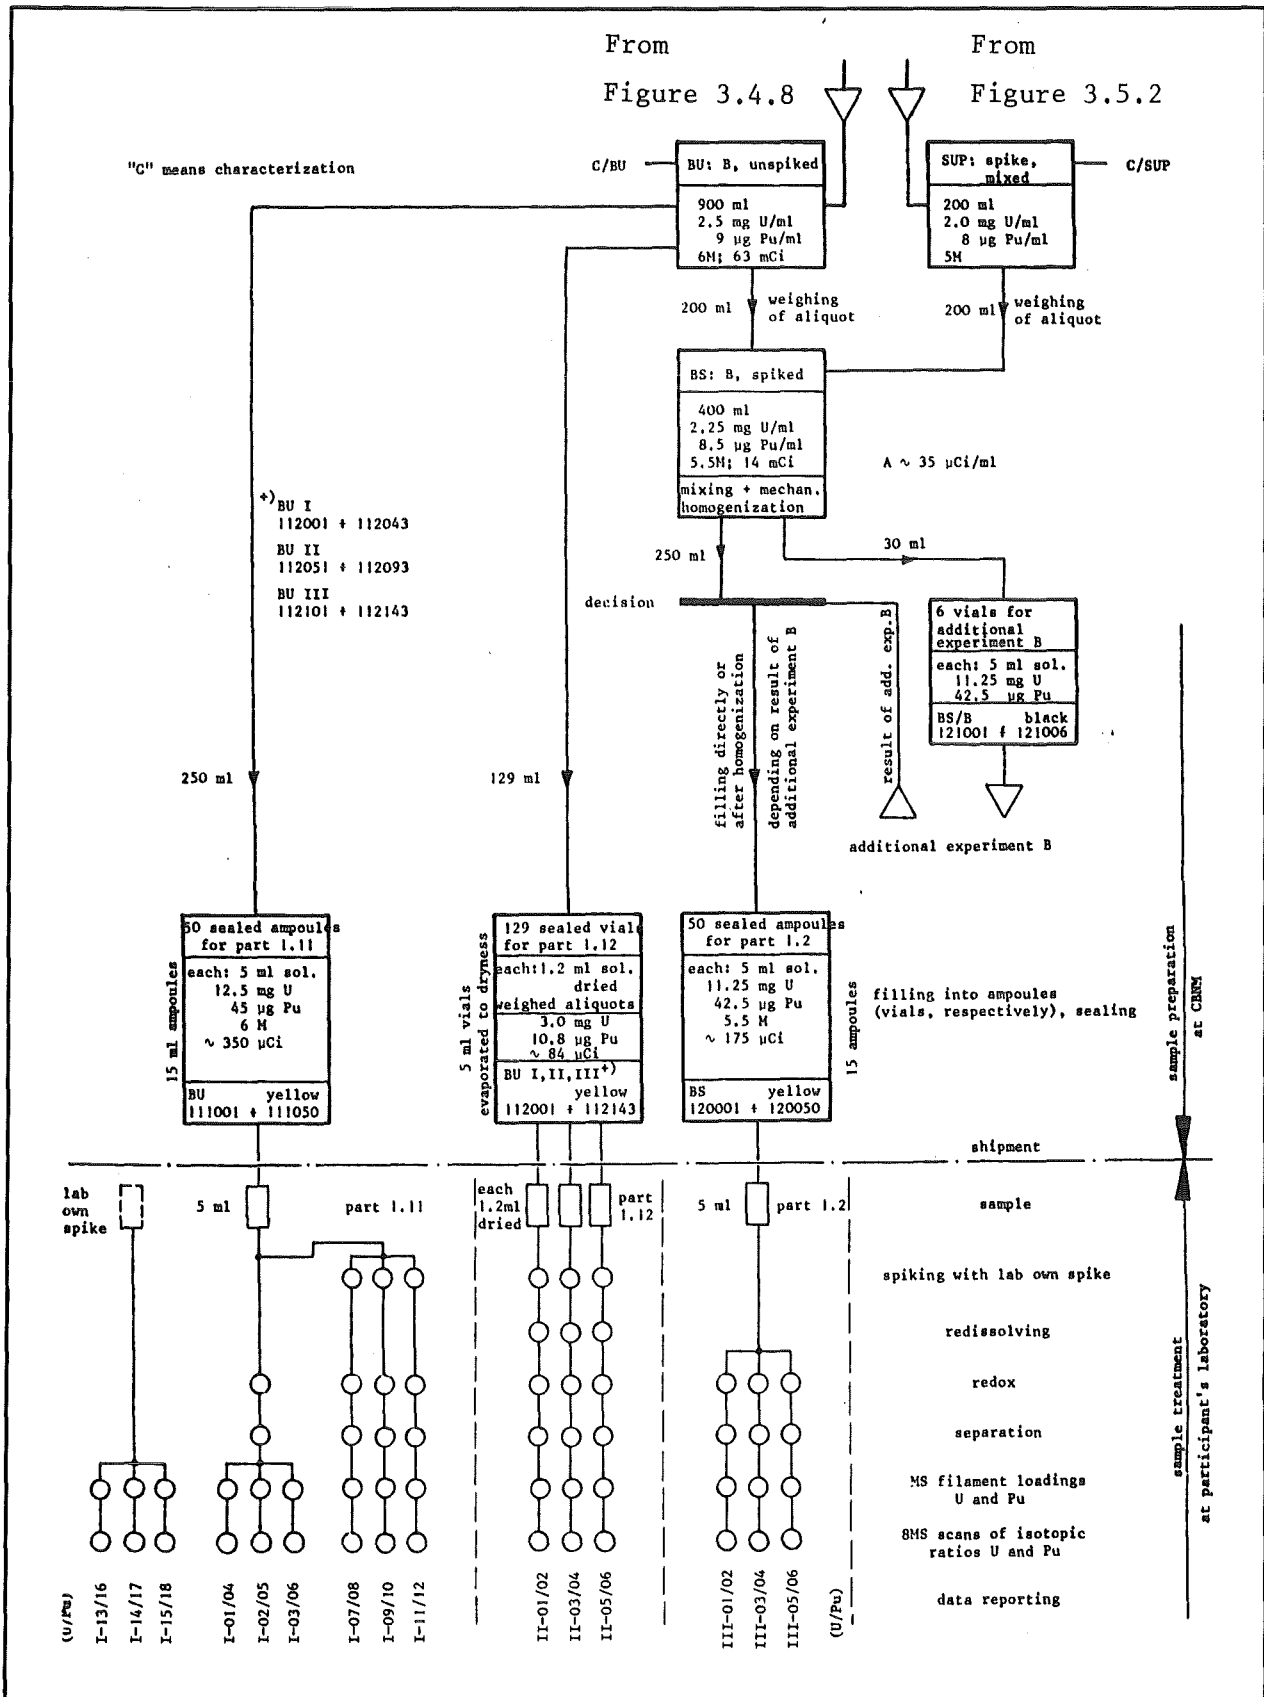 From
Figure 3.4.8
From
Figure 3.5.2
"C" means characterization
C/BU
BU: B, unspiked
900 ml
2.5 mg U/ml
9 µg Pu/ml
6M; 63 mCi
SUP: spike,
mixed
200 ml
2.0 mg U/ml
8 µg Pu/ml
5M
C/SUP
200 ml
weighing
of aliquot
200 ml
weighing
of aliquot
BS: B, spiked
400 ml
2.25 mg U/ml
8.5 µg Pu/ml
5.5M; 14 mCi
mixing + mechan.
homogenization
A ~ 35 µCi/ml
+)
BU I
112001 + 112043
BU II
112051 + 112093
BU III
112101 + 112143
250 ml
30 ml
decision
6 vials for
additional
experiment B
each: 5 ml sol.
11.25 mg U
42.5 µg Pu
BS/B black
121001 + 121006
filling directly or
after homogenization
depending on result of
additional experiment B
result of add. exp.B
additional experiment B
250 ml
129 ml
15 ml ampoules
50 sealed ampoules
for part 1.11
each: 5 ml sol.
12.5 mg U
45 µg Pu
6 M
~ 350 µCi
BU yellow
111001 + 111050
5 ml vials
evaporated to dryness
129 sealed vials
for part 1.12
each:1.2 ml sol.
dried
weighed aliquots
3.0 mg U
10.8 µg Pu
~ 84 µCi
BU I,II,III+)
yellow
112001 + 112143
50 sealed ampoules
for part 1.2
each: 5 ml sol.
11.25 mg U
42.5 µg Pu
5.5 M
~ 175 µCi
BS yellow
120001 + 120050
15 ampoules
filling into ampoules
(vials, respectively), sealing
sample preparation
at CBNM
shipment
lab
own
spike
5 ml
part 1.11
each
1.2ml
dried
part
1.12
5 ml
part 1.2
sample
spiking with lab own spike
redissolving
redox
separation
MS filament loadings
U and Pu
8MS scans of isotopic
ratios U and Pu
data reporting
sample treatment
at participant's laboratory
(U/Pu)
I-13/16
I-14/17
I-15/18
I-01/04
I-02/05
I-03/06
I-07/08
I-09/10
I-11/12
II-01/02
II-03/04
II-05/06
III-01/02
III-03/04
III-05/06
(U/Pu)